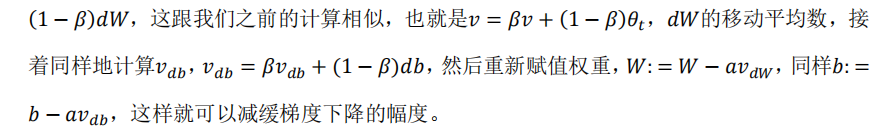 (1 − β)dW，这跟我们之前的计算相似，也就是v = βv + (1 − β)θₜ，dW的移动平均数，接
着同样地计算v_db，v_db = βv_db + (1 − β)db，然后重新赋值权重，W: = W − av_dW，同样b: =
b − av_db，这样就可以减缓梯度下降的幅度。